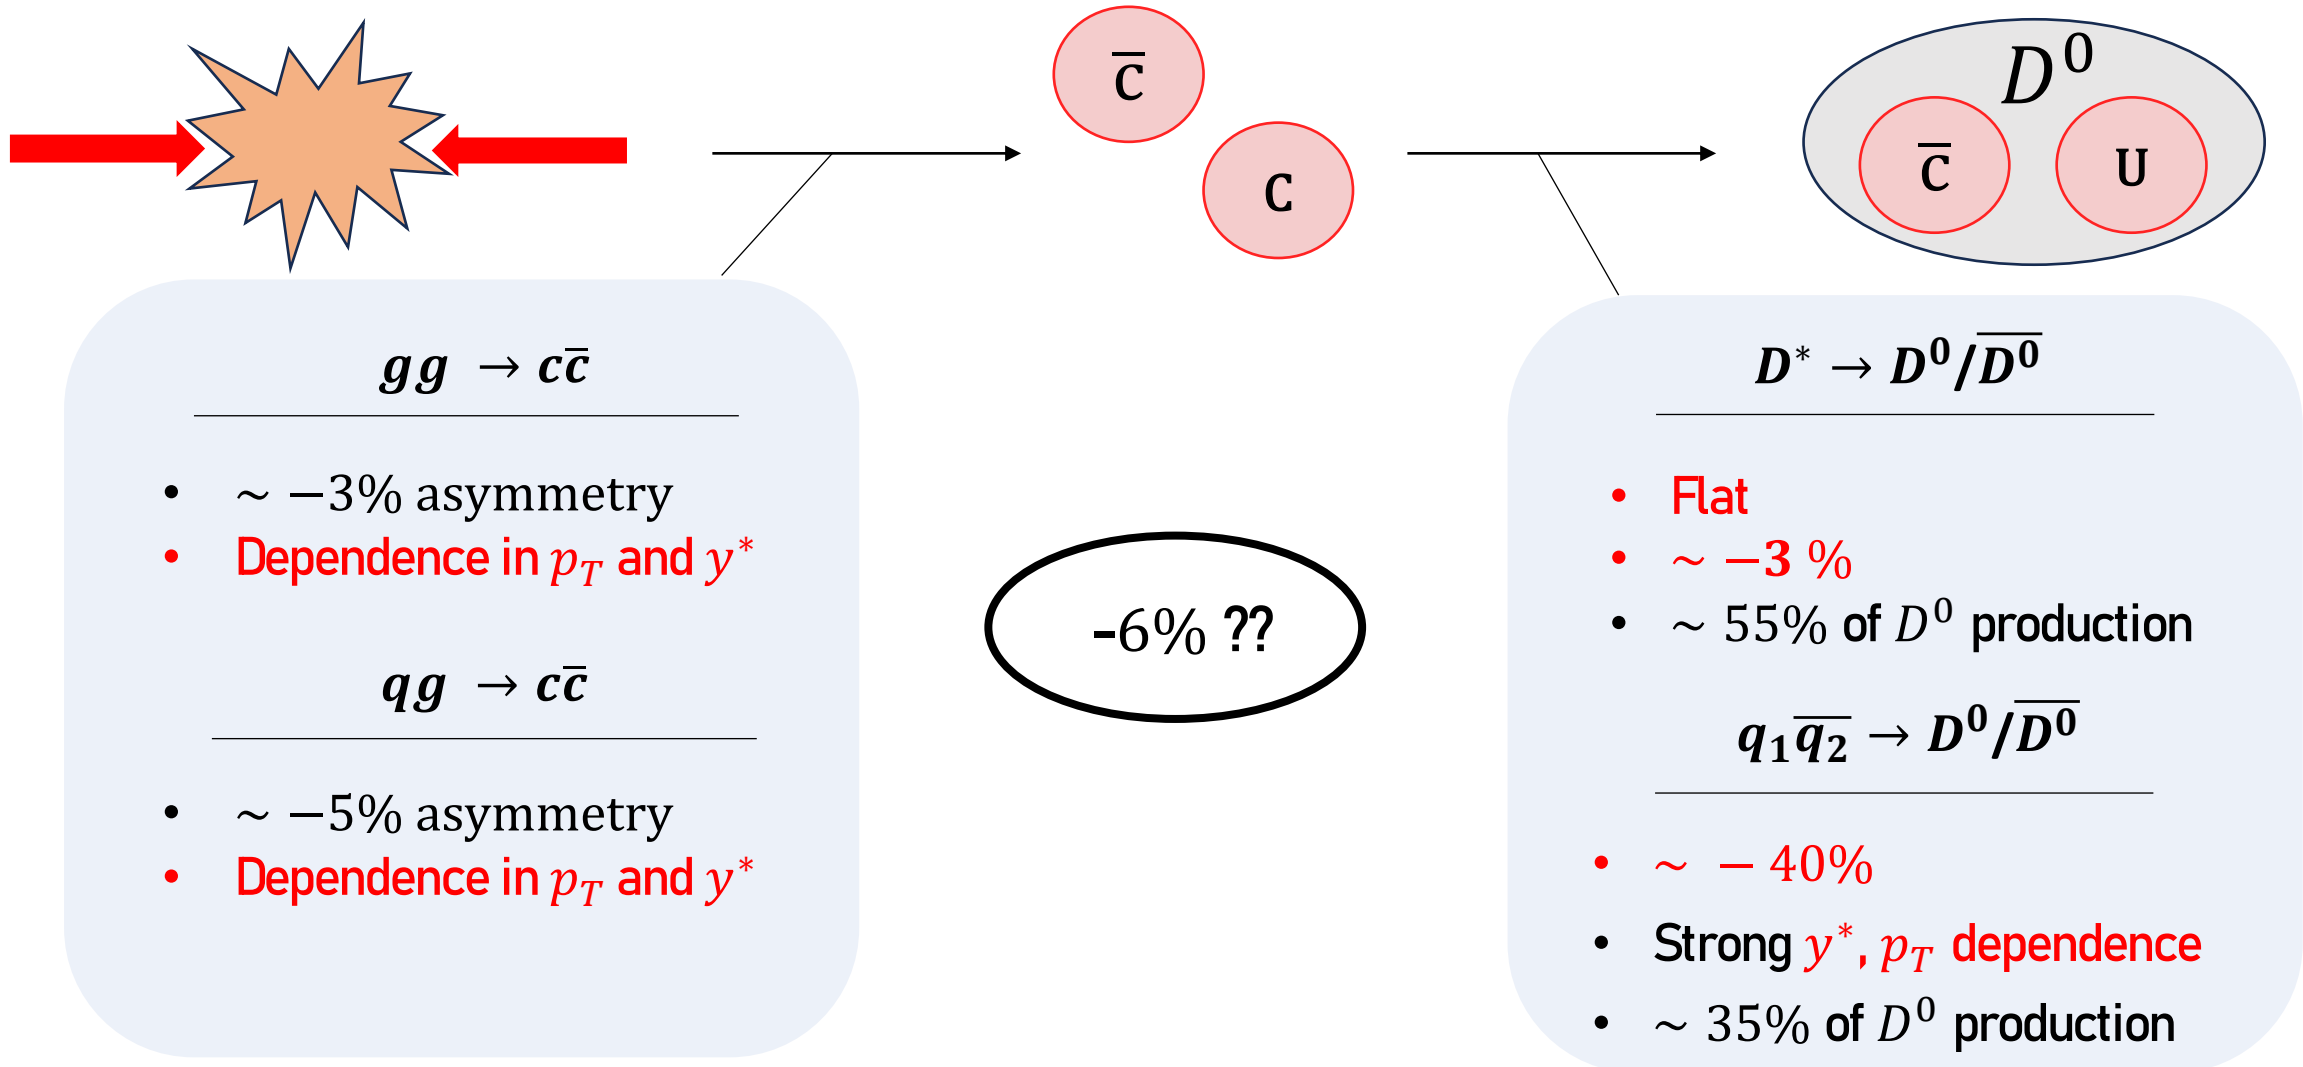 c̅
c
D⁰
c̅
u
gg → cc̅
• ~ −3% asymmetry
• Dependence in p_T and y*
qg → cc̅
• ~ −5% asymmetry
• Dependence in p_T and y*
-6% ??
D* → D⁰/D̅⁰
• Flat
• ~ −3 %
• ~ 55% of D⁰ production
q₁q̅₂ → D⁰/D̅⁰
• ~ − 40%
• Strong y*, p_T dependence
• ~ 35% of D⁰ production